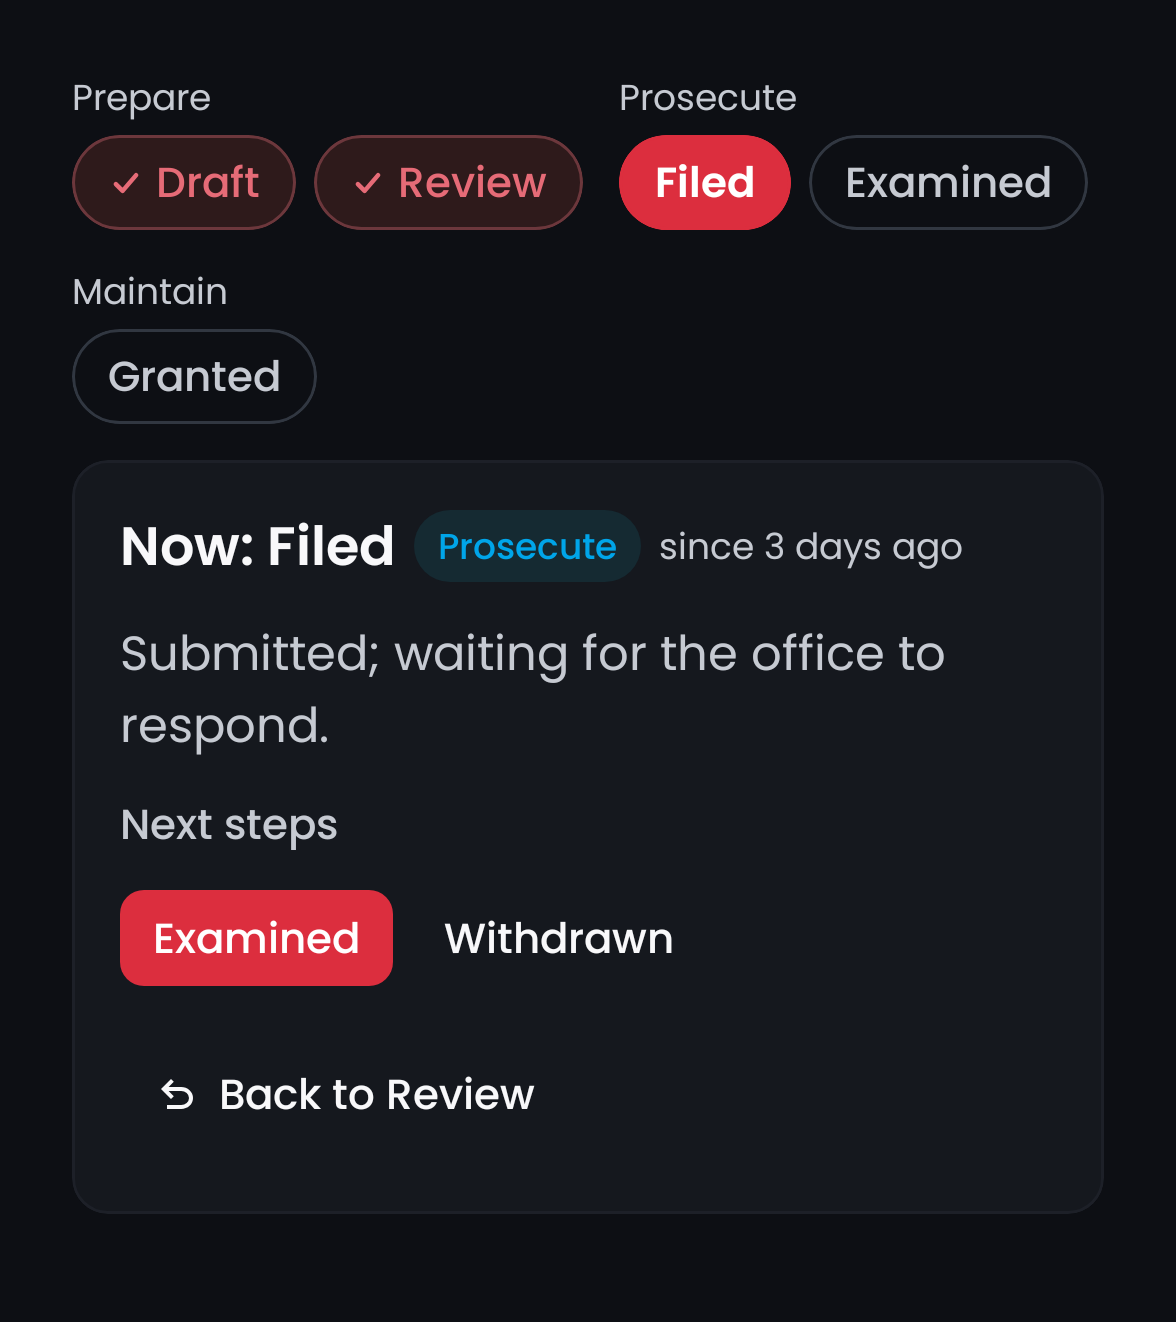 Prepare
Prosecute
Draft
Review
Filed
Examined
Maintain
Granted
Now: Filed
Prosecute
since 3 days ago
Submitted; waiting for the office to
respond.
Next steps
Examined
Withdrawn
Back to Review